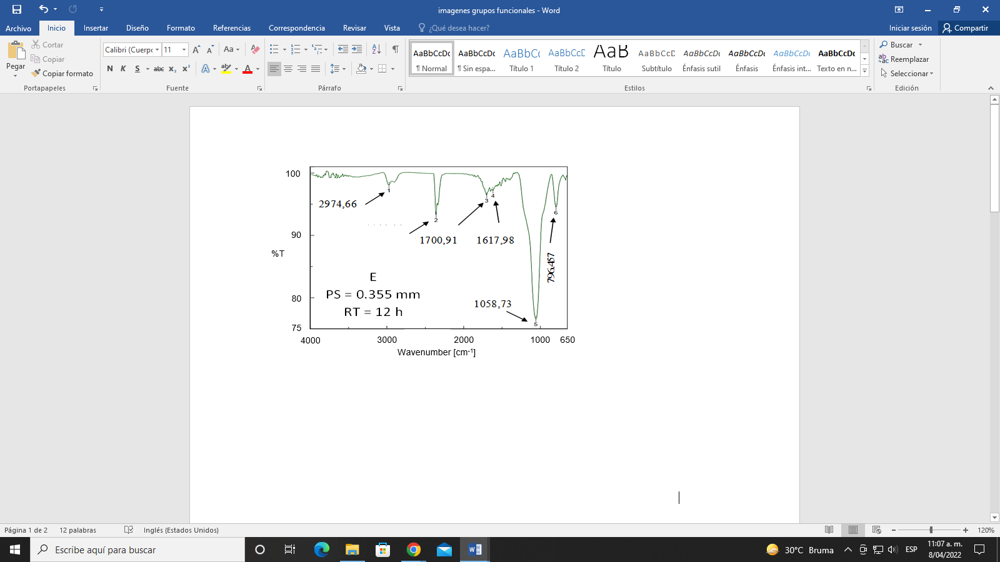 imagenes grupos funcionales - Word
Archivo Inicio Insertar Diseño Formato Referencias Correspondencia Revisar Vista ¿Qué desea hacer? Iniciar sesión Compartir
Pegar
Cortar
Copiar
Copiar formato
Portapapeles
Calibri (Cuerpo 11
Aa
N K S abc x₂ x²
A A
Fuente
Párrafo
AaBbCcDc AaBbCcDc AaBbCc AaBbCcD AaB AaBbCcD AaBbCcDc AaBbCcDc AaBbCcDc AaBbCcDc
¶ Normal ¶ Sin espa... Título 1 Título 2 Título Subtítulo Énfasis sutil Énfasis Énfasis int... Texto en n...
Estilos
Buscar
Reemplazar
Seleccionar
Edición
100
90
%T
80
75
2974,66
1
2
3
4
6
1700,91
1617,98
796.457
E
PS = 0.355 mm
RT = 12 h
1058,73
5
4000 3000 2000 1000 650
Wavenumber [cm⁻¹]
Página 1 de 2 12 palabras Inglés (Estados Unidos) 120%
Escribe aquí para buscar
30°C Bruma
ESP
11:07 a. m.
8/04/2022